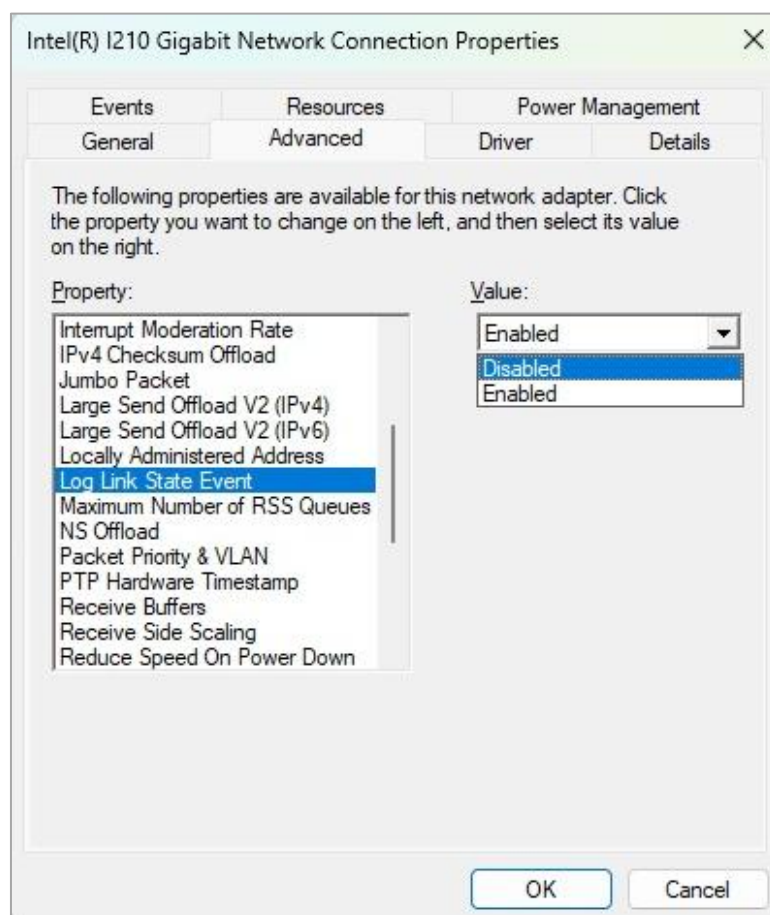 Intel(R) I210 Gigabit Network Connection Properties
Events Resources Power Management
General Advanced Driver Details
The following properties are available for this network adapter. Click
the property you want to change on the left, and then select its value
on the right.
Property: Value:
Interrupt Moderation Rate
IPv4 Checksum Offload
Jumbo Packet
Large Send Offload V2 (IPv4)
Large Send Offload V2 (IPv6)
Locally Administered Address
Log Link State Event
Maximum Number of RSS Queues
NS Offload
Packet Priority & VLAN
PTP Hardware Timestamp
Receive Buffers
Receive Side Scaling
Reduce Speed On Power Down
Enabled
Disabled
Enabled
OK Cancel